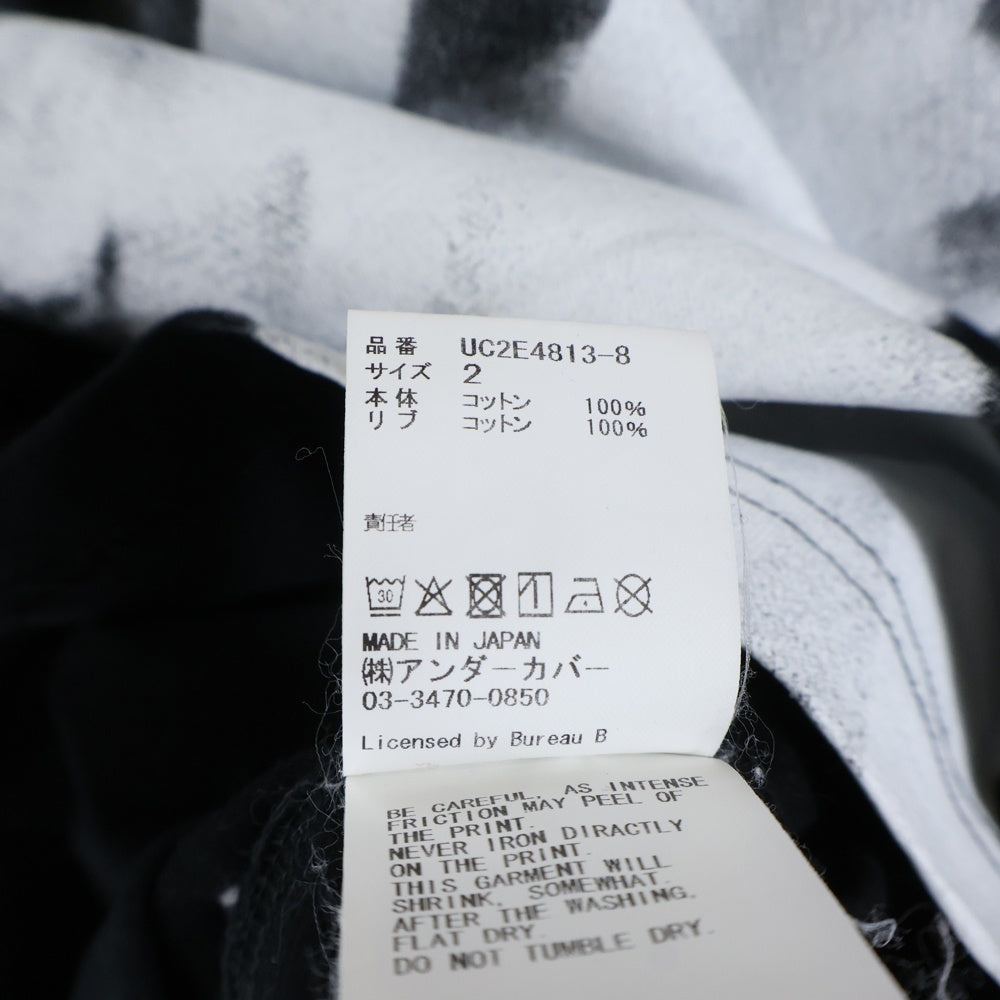 品番 UC2E4813-8
サイズ 2
本体 コットン 100%
リブ コットン 100%
責任者
30
MADE IN JAPAN
㈱アンダーカバー
03-3470-0850
Licensed by Bureau B
BE CAREFUL, AS INTENSE
FRICTION MAY PEEL OF
THE PRINT.
NEVER IRON DIRACTLY
ON THE PRINT.
THIS GARMENT WILL
SHRINK, SOMEWHAT.
AFTER THE WASHING,
FLAT DRY.
DO NOT TUMBLE DRY.